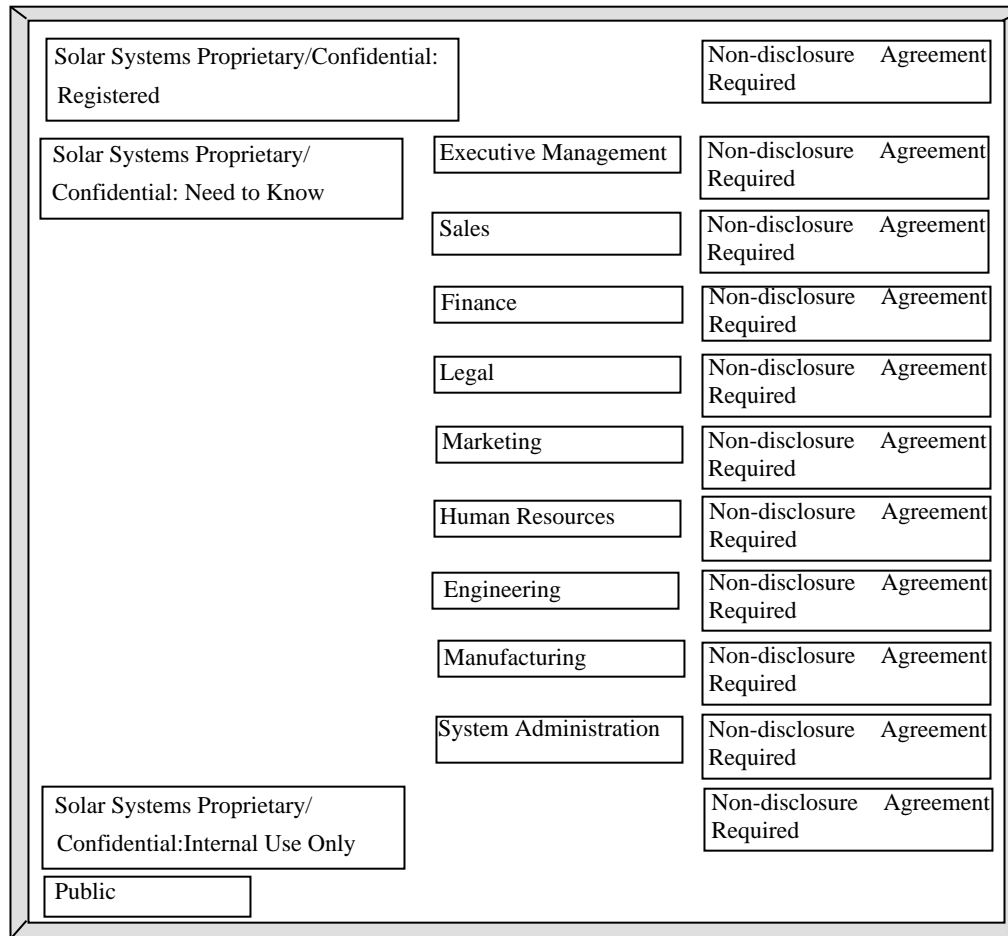 Solar Systems Proprietary/Confidential:
Registered
Non-disclosure Agreement
Required
Solar Systems Proprietary/
Confidential: Need to Know
Executive Management
Non-disclosure Agreement
Required
Sales
Non-disclosure Agreement
Required
Finance
Non-disclosure Agreement
Required
Legal
Non-disclosure Agreement
Required
Marketing
Non-disclosure Agreement
Required
Human Resources
Non-disclosure Agreement
Required
Engineering
Non-disclosure Agreement
Required
Manufacturing
Non-disclosure Agreement
Required
System Administration
Non-disclosure Agreement
Required
Solar Systems Proprietary/
Confidential:Internal Use Only
Non-disclosure Agreement
Required
Public